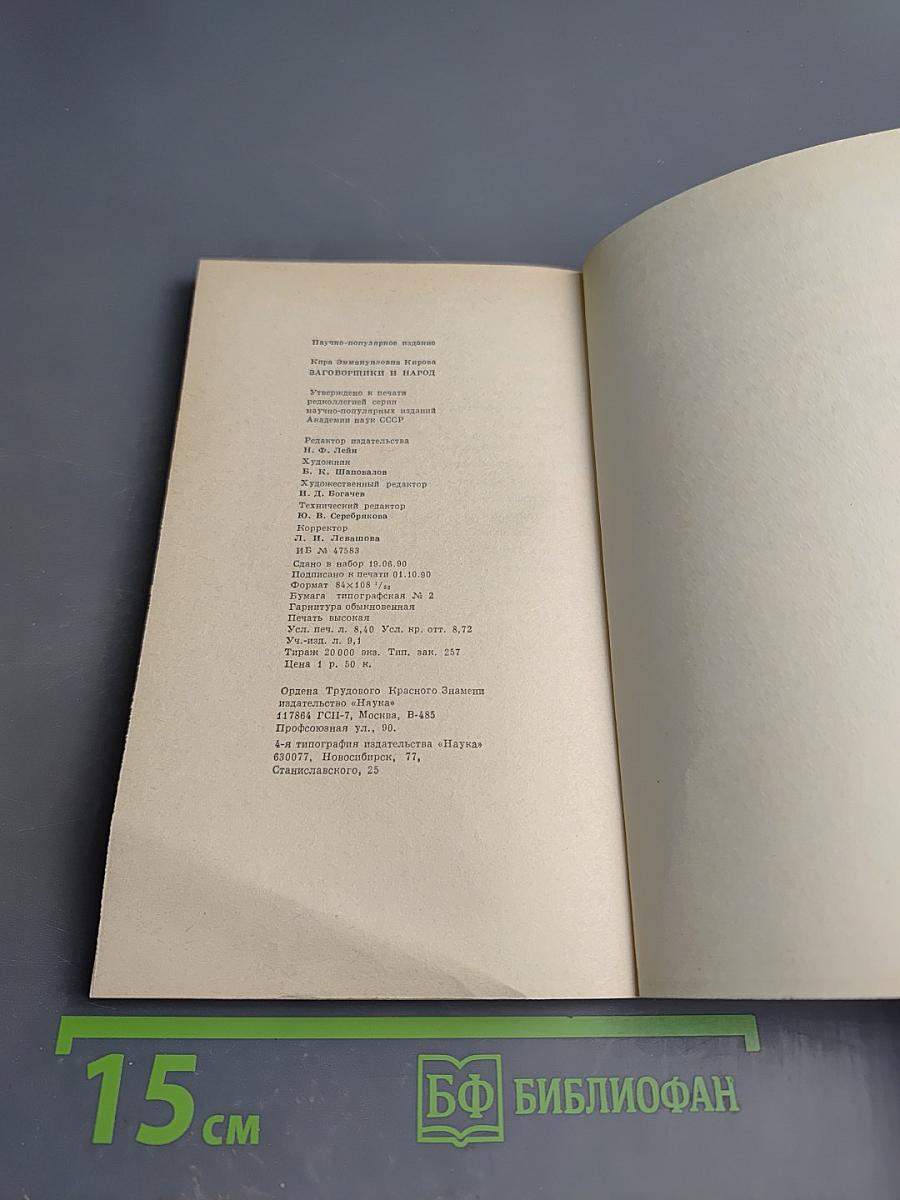 Научно-популярное издание
Кира Эммануиловна Кирова
ЗАГОВОРЩИКИ И НАРОД
Утверждено к печати
редколлегией серии
научно-популярных изданий
Академии наук СССР
Редактор издательства
Н. Ф. Лейн
Художник
Б. К. Шаповалов
Художественный редактор
И. Д. Богачев
Технический редактор
Ю. В. Серебрякова
Корректор
Л. И. Левашова
ИБ № 47583
Сдано в набор 19.06.90
Подписано к печати 01.10.90
Формат 84×108 1/32
Бумага типографская № 2
Гарнитура обыкновенная
Печать высокая
Усл. печ. л. 8,40 Усл. кр. отт. 8,72
Уч.-изд. л. 9,1
Тираж 20 000 экз. Тип. зак. 257
Цена 1 р. 50 к.
Ордена Трудового Красного Знамени
издательство «Наука»
117864 ГСП-7, Москва, В-485
Профсоюзная ул., 90.
4-я типография издательства «Наука»
630077, Новосибирск, 77,
Станиславского, 25
15 см
БФ БИБЛИОФАН